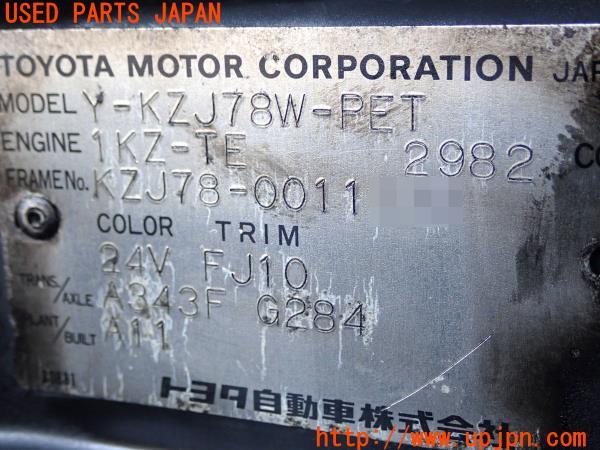 USED PARTS JAPAN
TOYOTA MOTOR CORPORATION JAP
MODEL Y-KZJ78W-PET
ENGINE 1KZ-TE 2982 CC
FRAME No. KZJ78-0011
COLOR TRIM
24V FJ10
TRANS/AXLE A343F G284
PLANT/BUILT A11
トヨタ自動車株式会社
http://www.upjpn.com